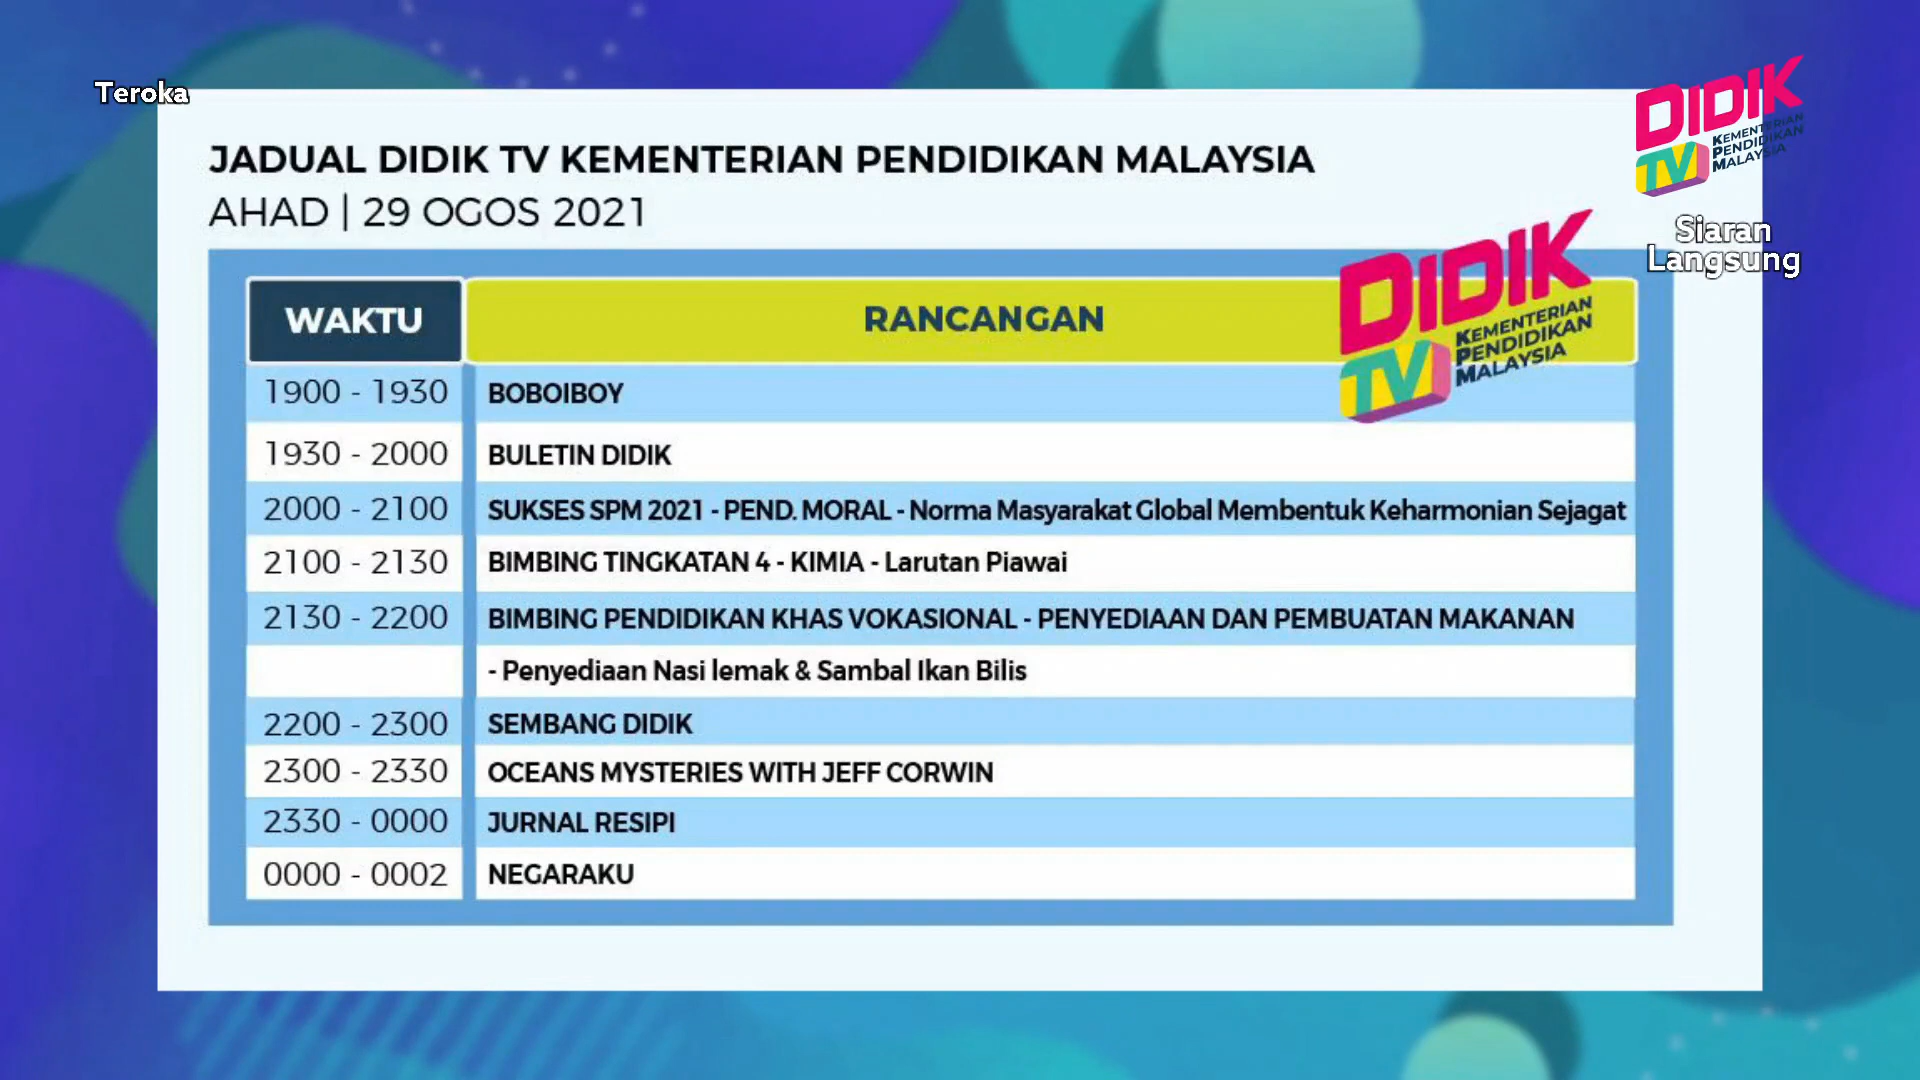 Teroka
DIDIK
TV
KEMENTERIAN
PENDIDIKAN
MALAYSIA
Siaran
Langsung
JADUAL DIDIK TV KEMENTERIAN PENDIDIKAN MALAYSIA
AHAD | 29 OGOS 2021
DIDIK
TV
KEMENTERIAN
PENDIDIKAN
MALAYSIA
WAKTU RANCANGAN
1900 - 1930 BOBOIBOY
1930 - 2000 BULETIN DIDIK
2000 - 2100 SUKSES SPM 2021 - PEND. MORAL - Norma Masyarakat Global Membentuk Keharmonian Sejagat
2100 - 2130 BIMBING TINGKATAN 4 - KIMIA - Larutan Piawai
2130 - 2200 BIMBING PENDIDIKAN KHAS VOKASIONAL - PENYEDIAAN DAN PEMBUATAN MAKANAN
- Penyediaan Nasi lemak & Sambal Ikan Bilis
2200 - 2300 SEMBANG DIDIK
2300 - 2330 OCEANS MYSTERIES WITH JEFF CORWIN
2330 - 0000 JURNAL RESIPI
0000 - 0002 NEGARAKU